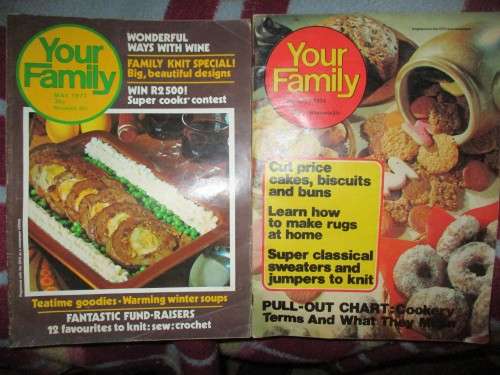 Your
Family
MAY 1977
WONDERFUL
WAYS WITH WINE
FAMILY KNIT SPECIAL!
Big, beautiful designs
WIN R2 500!
Super cooks' contest
Teatime goodies • Warming winter soups
FANTASTIC FUND-RAISERS
12 favourites to knit: sew: crochet
Your
Family
Cut price
cakes, biscuits
and buns
Learn how
to make rugs
at home
Super classical
sweaters and
jumpers to knit
PULL-OUT CHART: Cookery
Terms And What They Mean